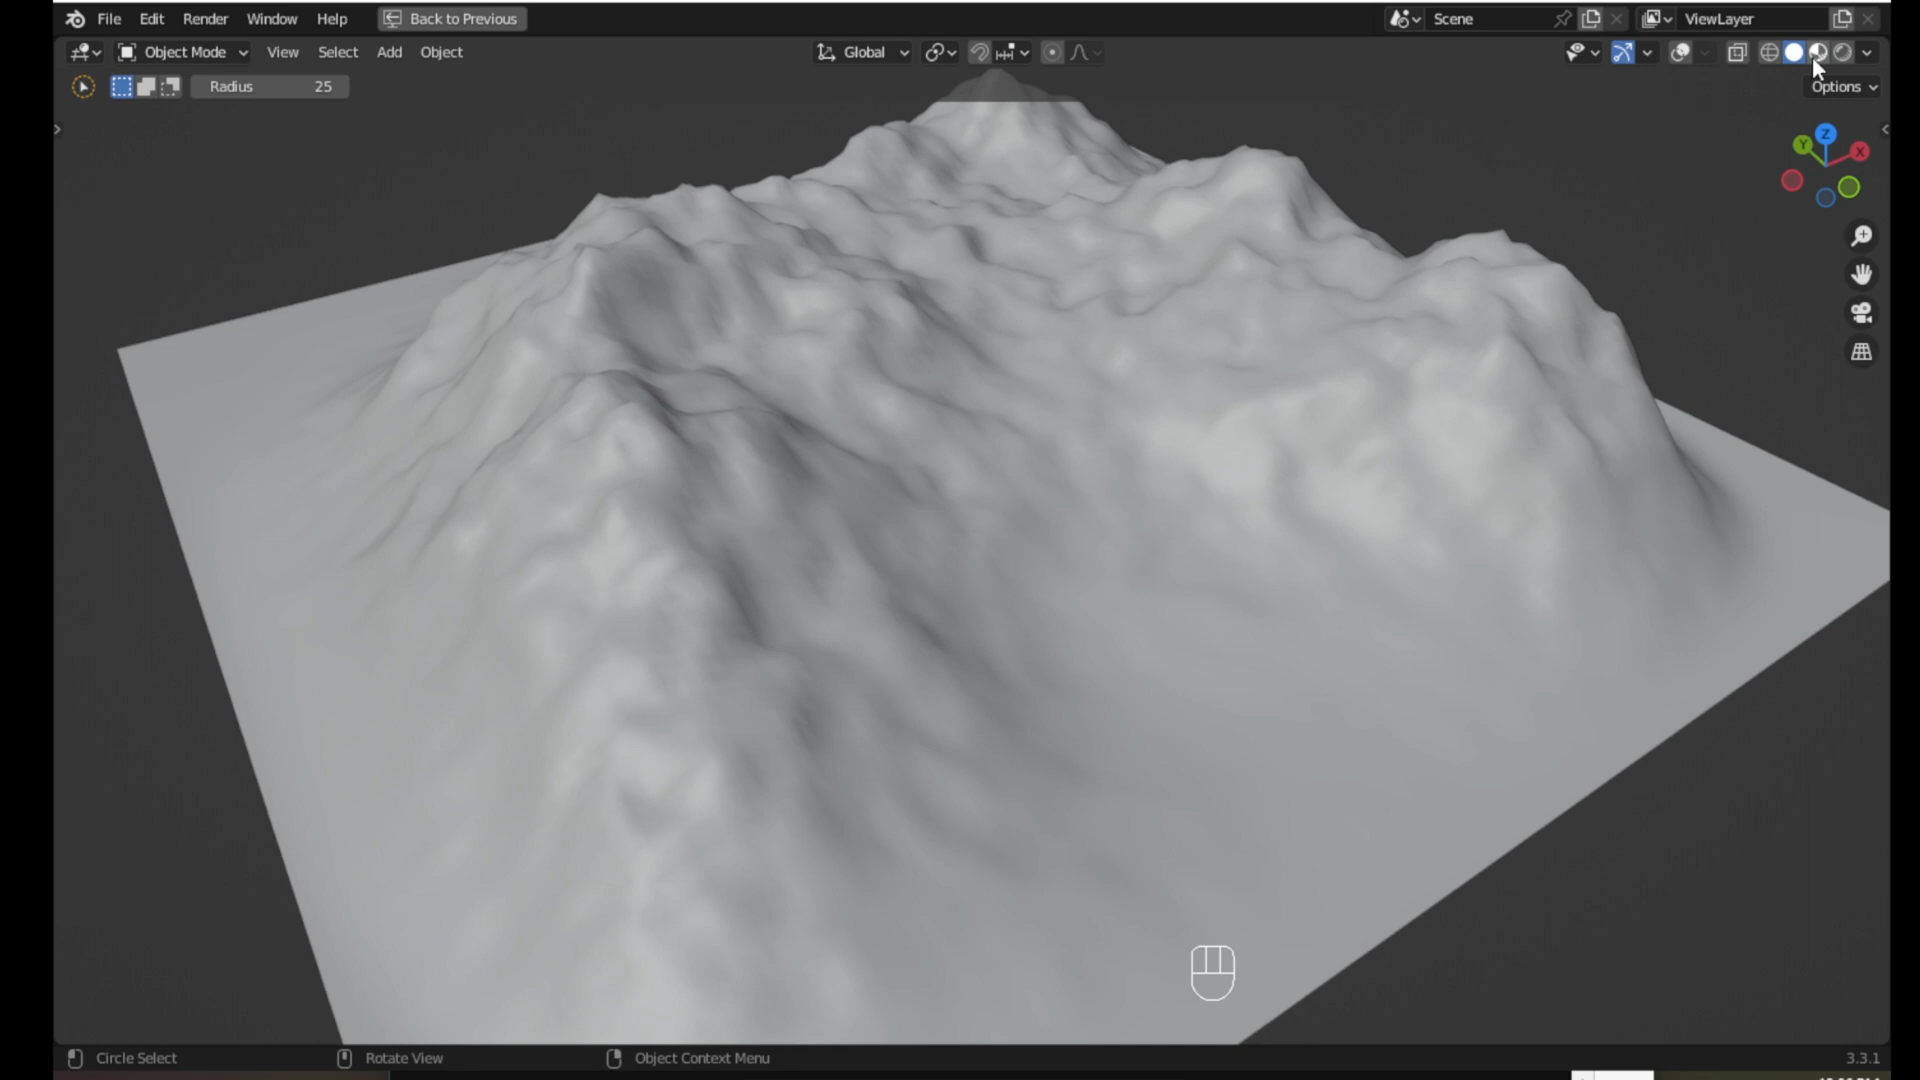 File Edit Render Window Help Back to Previous Scene ViewLayer
Object Mode View Select Add Object Global
Radius 25 Options
Z
Y X
Circle Select Rotate View Object Context Menu 3.3.1